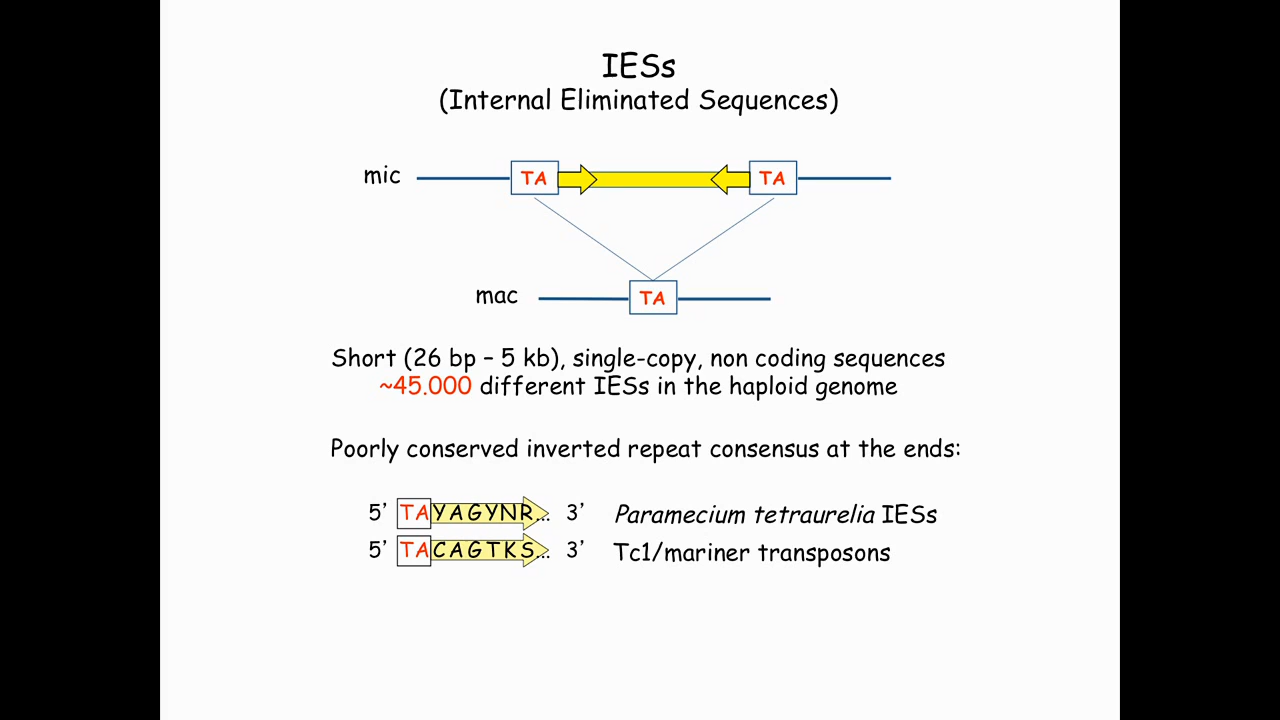 IESs
(Internal Eliminated Sequences)
mic TA TA
mac TA
Short (26 bp – 5 kb), single-copy, non coding sequences
~45.000 different IESs in the haploid genome
Poorly conserved inverted repeat consensus at the ends:
5’ TAYAGYNR... 3’ Paramecium tetraurelia IESs
5’ TACAGTKS... 3’ Tc1/mariner transposons